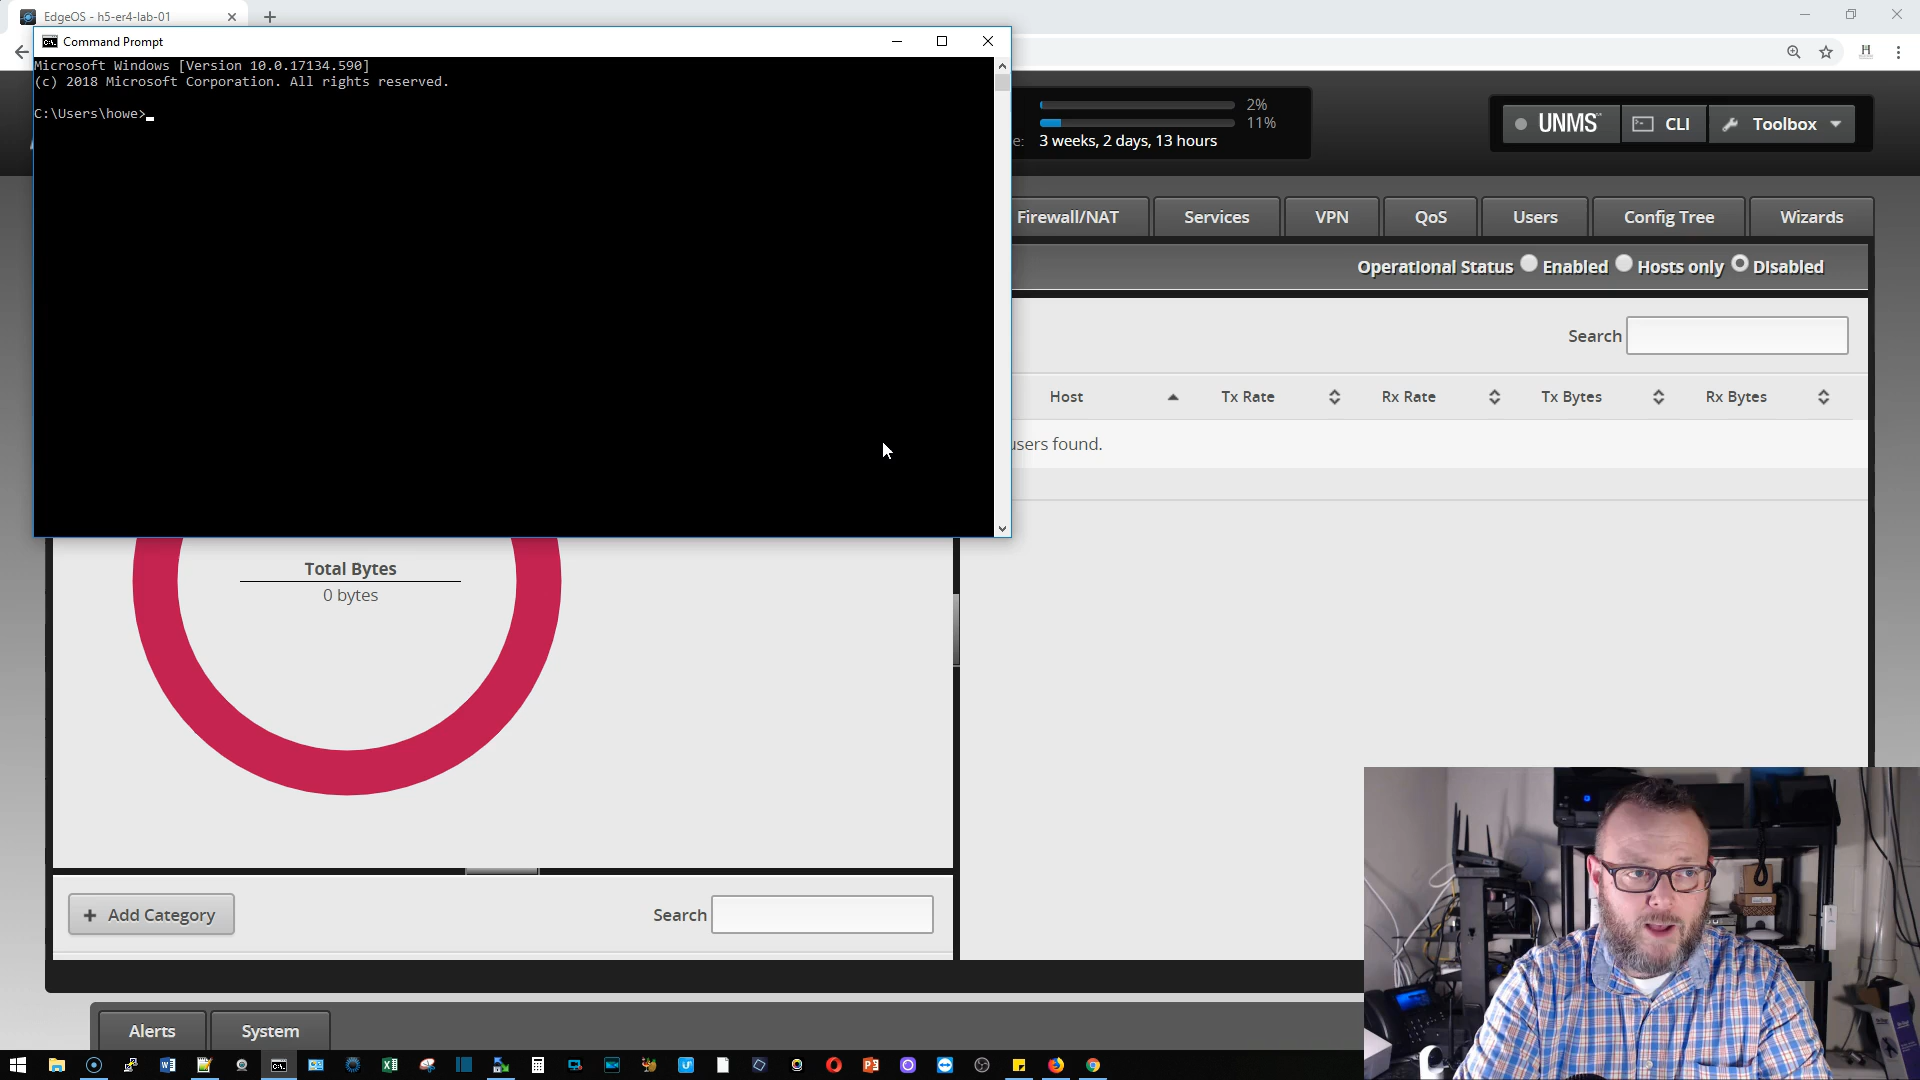 EdgeOS - h5-er4-lab-01
Command Prompt
Microsoft Windows [Version 10.0.17134.590]
(c) 2018 Microsoft Corporation. All rights reserved.
C:\Users\howe>
2%
11%
e: 3 weeks, 2 days, 13 hours
UNMS
CLI
Toolbox
Firewall/NAT
Services
VPN
QoS
Users
Config Tree
Wizards
Operational Status Enabled Hosts only Disabled
Search
Host
Tx Rate
Rx Rate
Tx Bytes
Rx Bytes
users found.
Total Bytes
0 bytes
+ Add Category
Search
Alerts
System